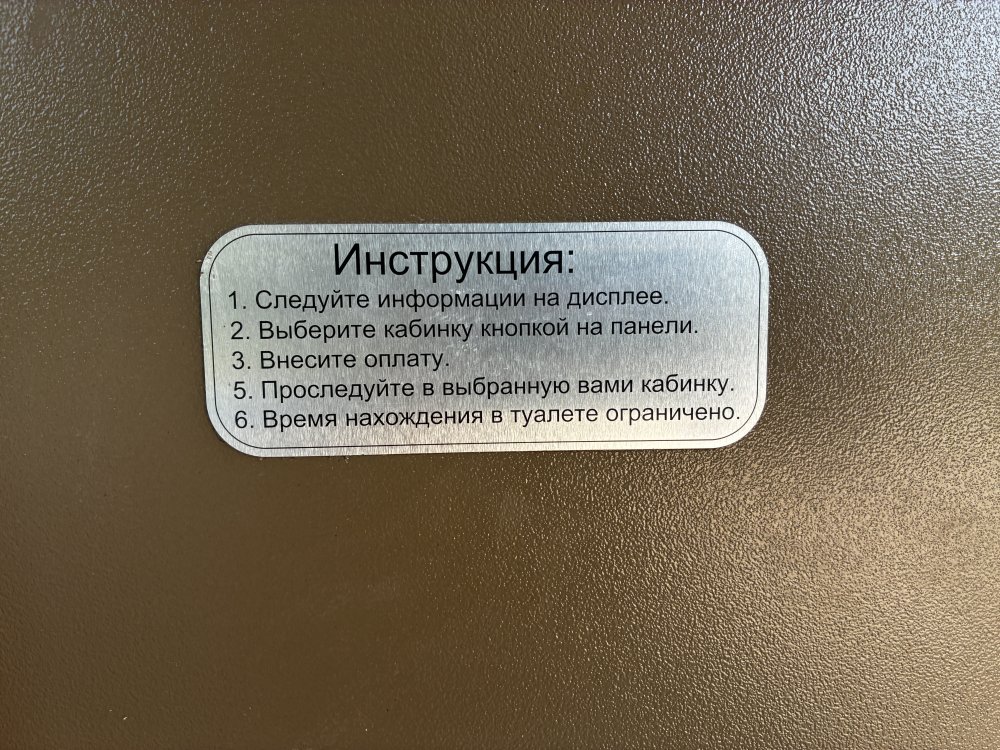 Инструкция:
1. Следуйте информации на дисплее.
2. Выберите кабинку кнопкой на панели.
3. Внесите оплату.
5. Проследуйте в выбранную вами кабинку.
6. Время нахождения в туалете ограничено.